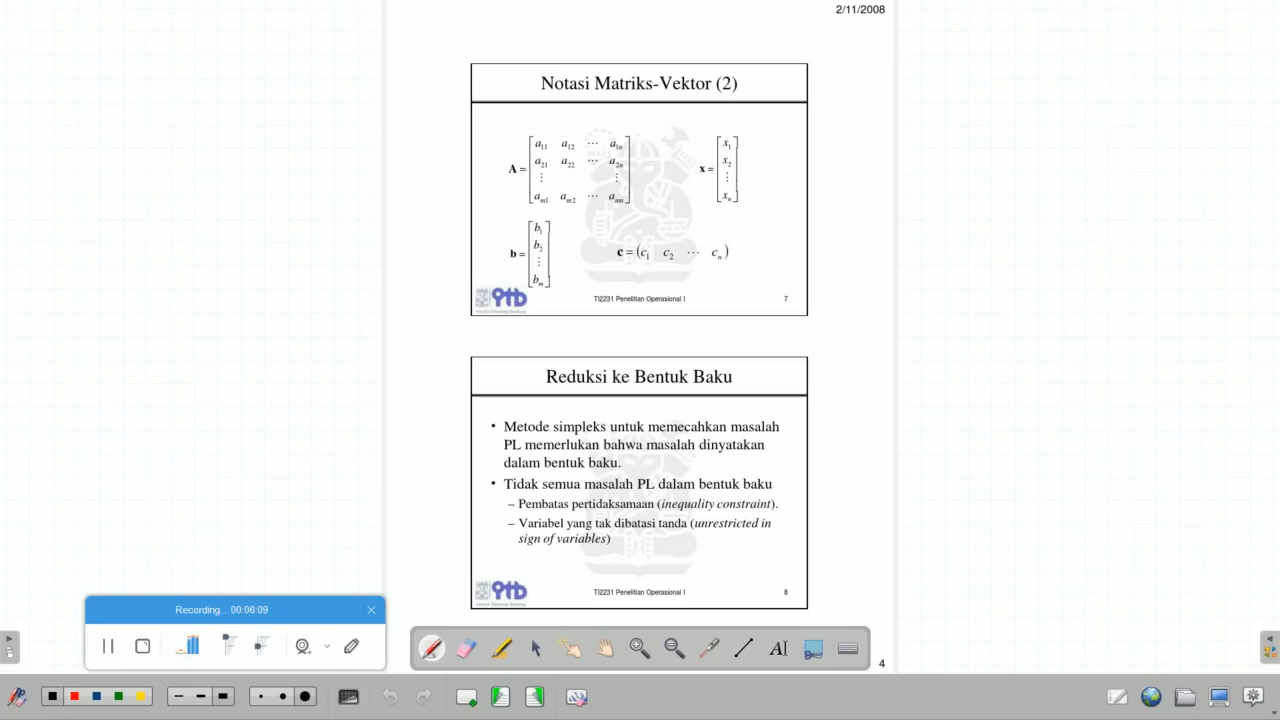 2/11/2008
Notasi Matriks-Vektor (2)
A = [ a11 a12 ⋯ a1n
a21 a22 ⋯ a2n
⋮ ⋮
am1 am2 ⋯ amn ]
x = [ x1
x2
⋮
xn ]
b = [ b1
b2
⋮
bm ]
c = (c1 c2 ⋯ cn)
TI2231 Penelitian Operasional I
7
Reduksi ke Bentuk Baku
• Metode simpleks untuk memecahkan masalah
PL memerlukan bahwa masalah dinyatakan
dalam bentuk baku.
• Tidak semua masalah PL dalam bentuk baku
– Pembatas pertidaksamaan (inequality constraint).
– Variabel yang tak dibatasi tanda (unrestricted in
sign of variables)
TI2231 Penelitian Operasional I
8
Recording... 00:06:09
4